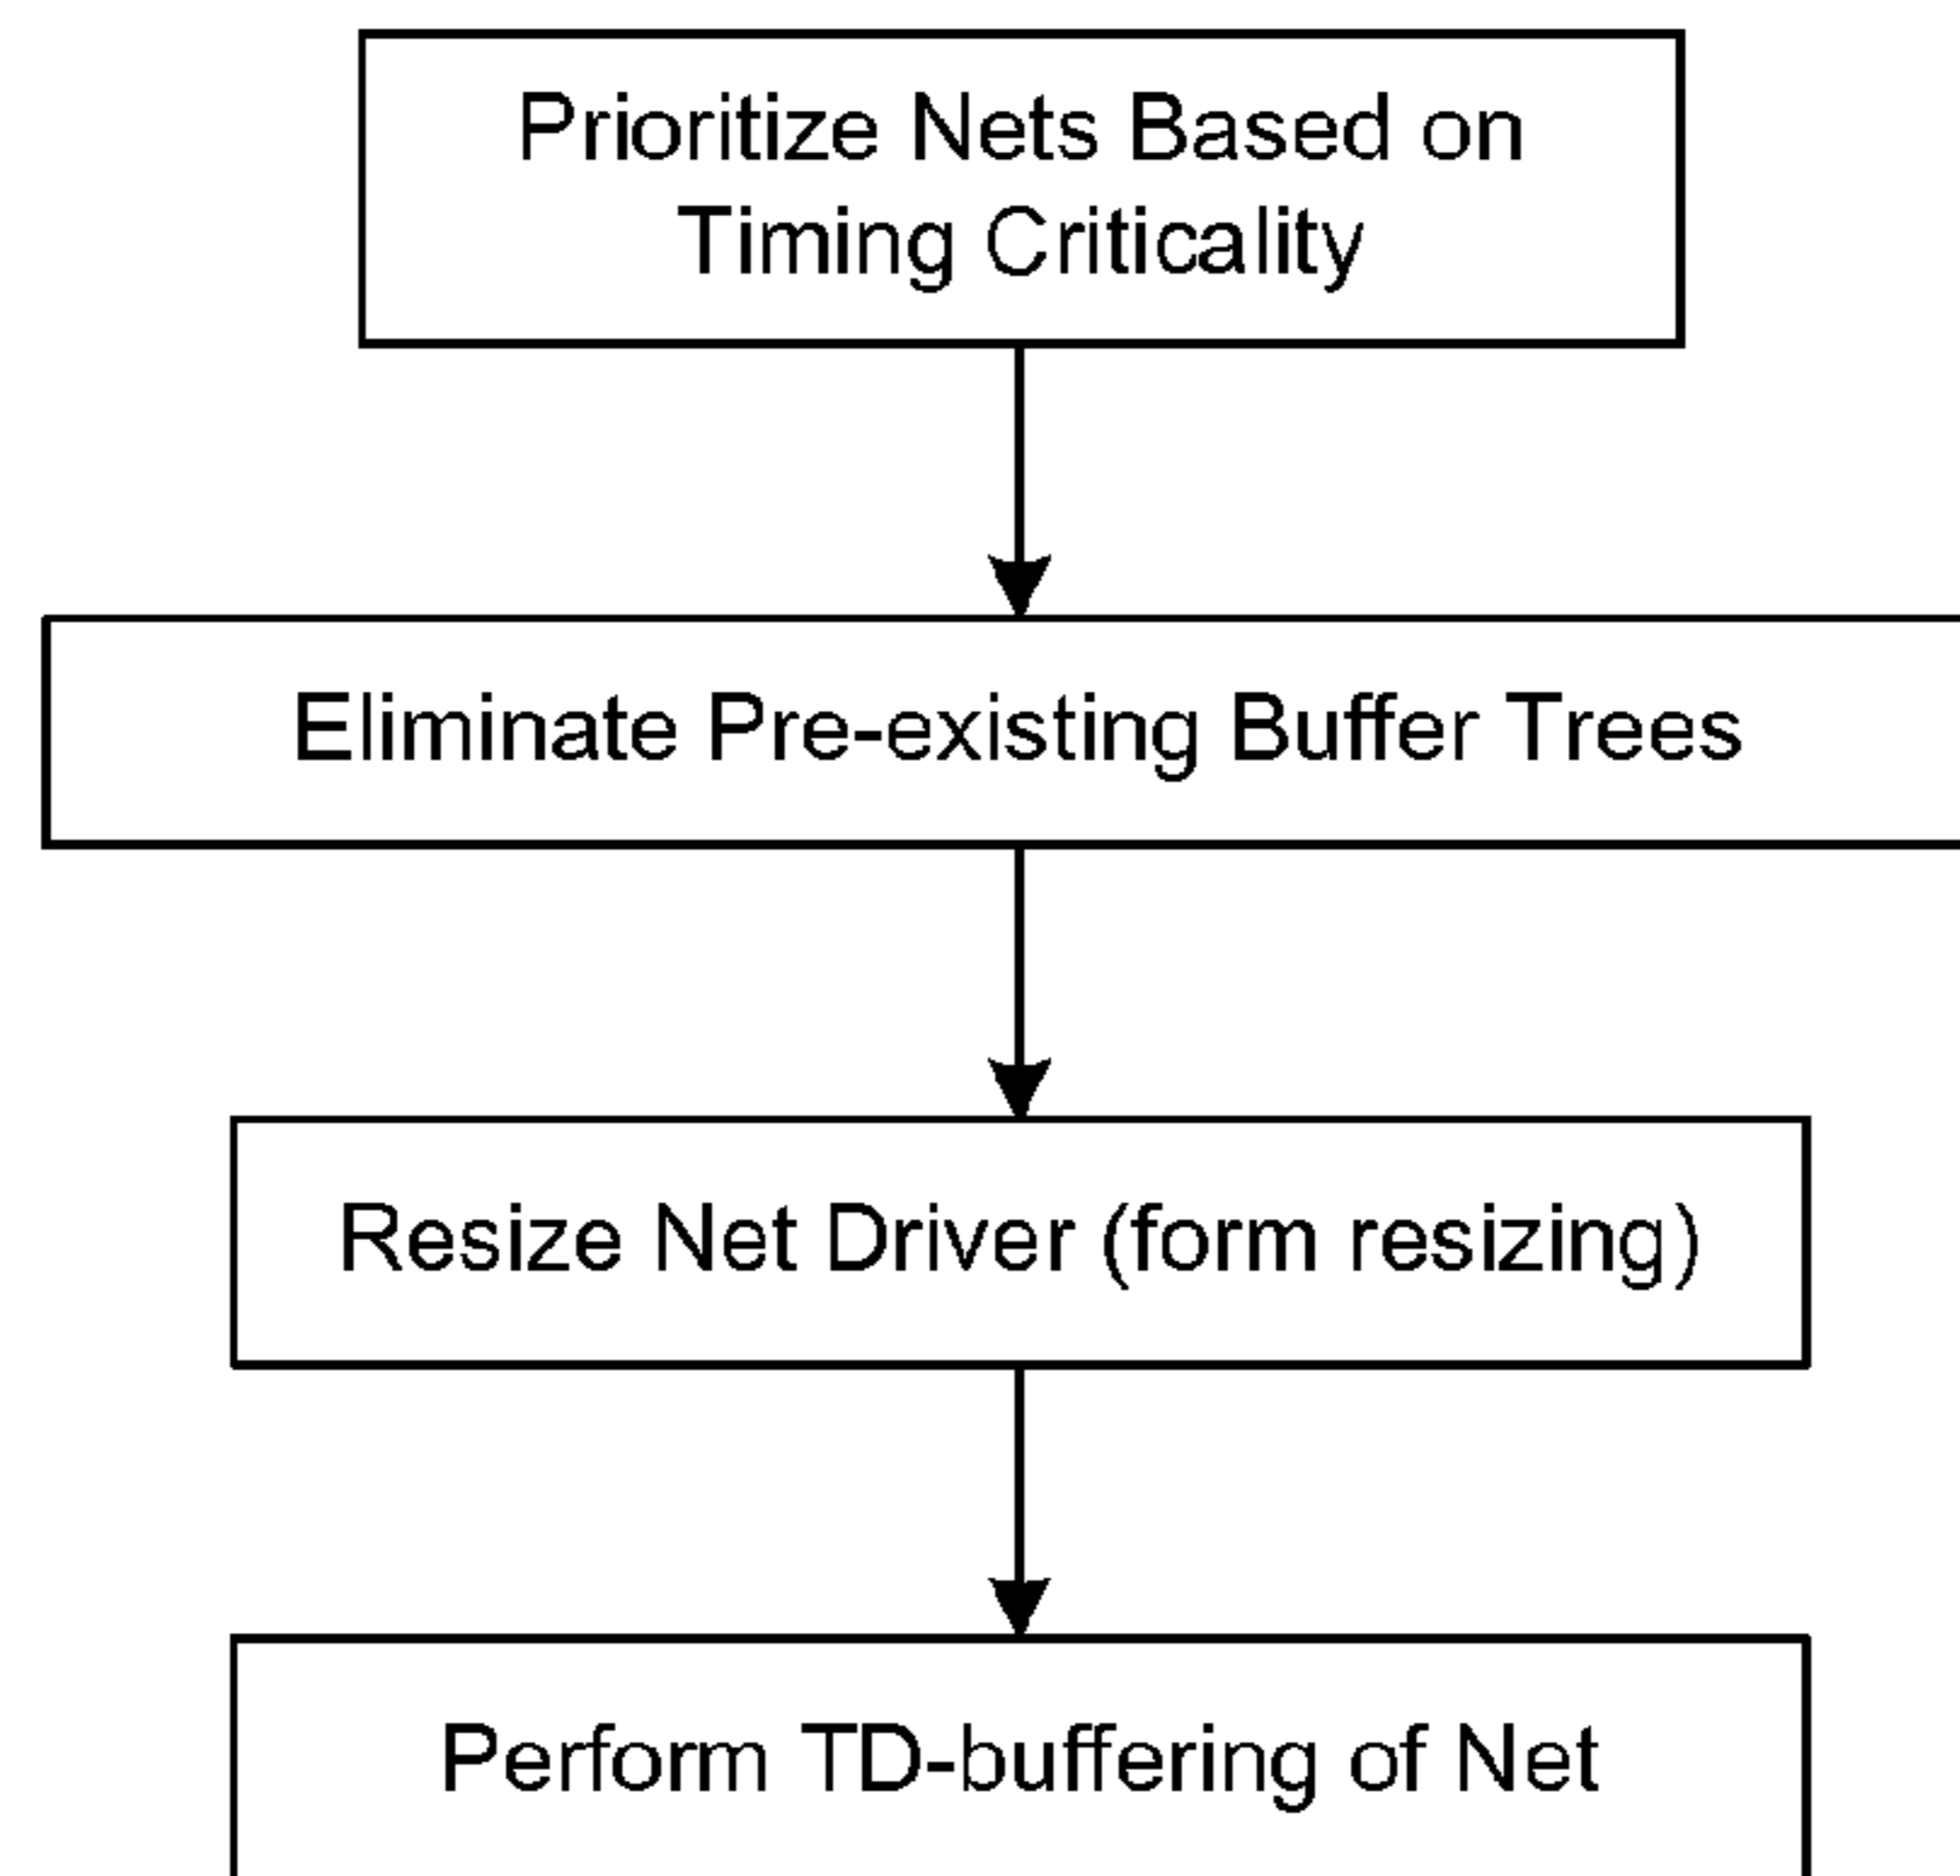 Prioritize Nets Based on
Timing Criticality
Eliminate Pre-existing Buffer Trees
Resize Net Driver (form resizing)
Perform TD-buffering of Net